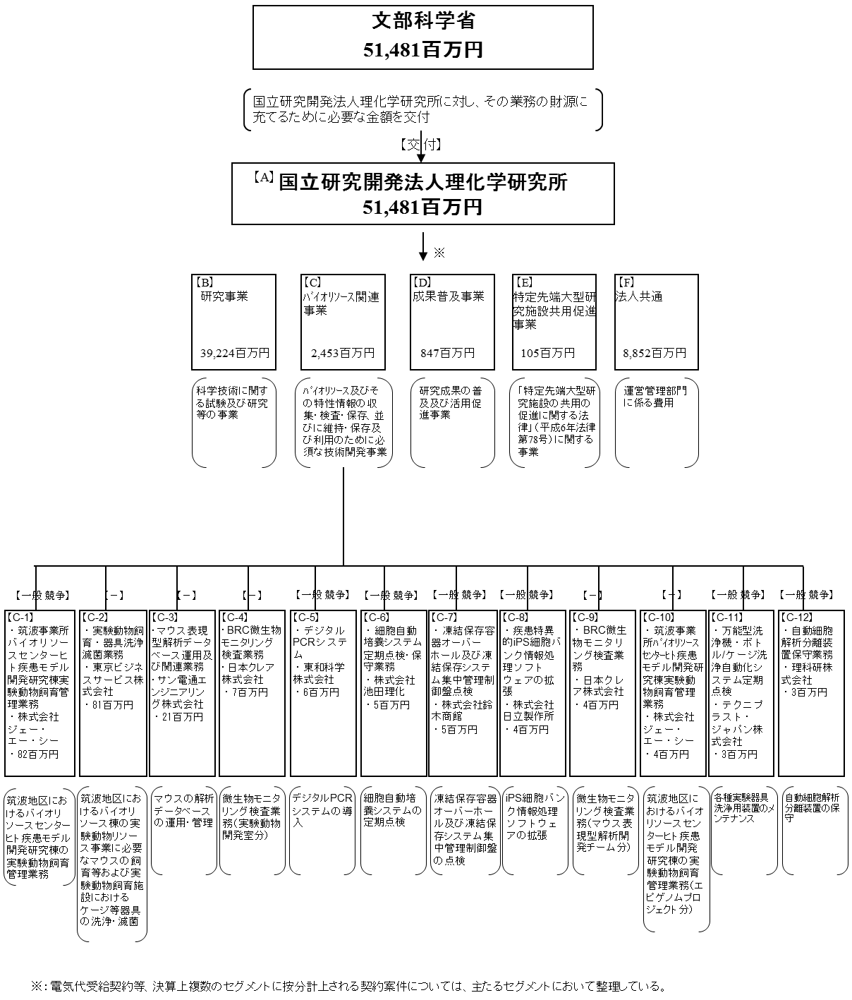 文部科学省
51,481百万円
国立研究開発法人理化学研究所に対し、その業務の財源に
充てるために必要な金額を交付
【交付】
【A】国立研究開発法人理化学研究所
51,481百万円
※
【B】
研究事業
39,224百万円
【C】
ﾊﾞｲｵﾘｿｰｽ関連
事業
2,453百万円
【D】
成果普及事業
847百万円
【E】
特定先端大型研
究施設共用促進
事業
105百万円
【F】
法人共通
8,852百万円
科学技術に関す
る試験及び研究
等の事業
ﾊﾞｲｵﾘｿｰｽ及びそ
の特性情報の収
集・検査・保存、並
びに維持・保存及
び利用のために必
須な技術開発事業
研究成果の普
及及び活用促
進事業
「特定先端大型研
究施設の共用の
促進に関する法
律」（平成6年法律
第78号）に関する
事業
運営管理部門
に係る費用
【一般競争】
【－】
【－】
【－】
【一般競争】
【一般競争】
【一般競争】
【一般競争】
【－】
【－】
【一般競争】
【一般競争】
【C-1】
・筑波事業所
バイオリソー
スセンターヒ
ト疾患モデル
開発研究棟実
験動物飼育管
理業務
・株式会社
ジェー・
エー・シー
・82百万円
【C-2】
・実験動物飼
育・器具洗浄
滅菌業務
・東京ビジネ
スサービス株
式会社
・81百万円
【C-3】
・マウス表現
型解析データ
ベース運用及
び関連業務
・サン電通エ
ンジニアリン
グ株式会社
・21百万円
【C-4】
・BRC微生物
モニタリング
検査業務
・日本クレア
株式会社
・7百万円
【C-5】
・デジタル
PCRシステ
ム
・東和科学
株式会社
・6百万円
【C-6】
・細胞自動
培養システム
定期点検・保
守業務
・株式会社
池田理化
・5百万円
【C-7】
・凍結保存容
器オーバー
ホール及び凍
結保存システ
ム集中管理制
御盤点検
・株式会社鈴
木商館
・5百万円
【C-8】
・疾患特異
的iPS細胞バ
ンク情報処
理ソフト
ウェアの拡
張
・株式会社
日立製作所
・4百万円
【C-9】
・BRC微生
物モニタリ
ング検査業
務
・日本クレ
ア株式会社
・4百万円
【C-10】
・筑波事業
所ﾊﾞｲｵﾘｿｰｽ
ｾﾝﾀｰﾋﾄ疾患
モデル開発研
究棟実験動
物飼育管理
業務
・株式会社
ジェー・
エー・シー
・4百万円
【C-11】
・万能型洗
浄機・ボト
ル/ケージ洗
浄自動化シ
ステム定期
点検
・テクニプ
ラスト・
ジャパン株
式会社
・3百万円
【C-12】
・自動細胞
解析分離装
置保守業務
・理科研株
式会社
・3百万円
筑波地区にお
けるバイオリ
ソースセンター
ヒト疾患モデル
開発研究棟の
実験動物飼育
管理業務
筑波地区にお
けるバイオリ
ソース棟の実
験動物リソー
ス事業に必要
なマウスの飼
育等および実
験動物飼育施
設における
ケージ等器具
の洗浄・滅菌
マウスの解析
データベース
の運用・管理
微生物モニタ
リング検査業
務（実験動物
開発室分）
デジタルPCR
システムの導
入
細胞自動培
養システムの
定期点検
凍結保存容器
オーバーホー
ル及び凍結保
存システム集
中管理制御盤
の点検
iPS細胞バン
ク情報処理
ソフトウェ
アの拡張
微生物モニタ
リング検査業
務（マウス表
現型解析開
発チーム分）
筑波地区に
おけるバイオ
リソースセン
ターヒト疾患
モデル開発
研究棟の実
験動物飼育
管理業務（エ
ピゲノムプロ
ジェクト分）
各種実験器具
洗浄用装置のメ
ンテナンス
自動細胞解析
分離装置の保
守
※：電気代受給契約等、決算上複数のセグメントに按分計上される契約案件については、主たるセグメントにおいて整理している。